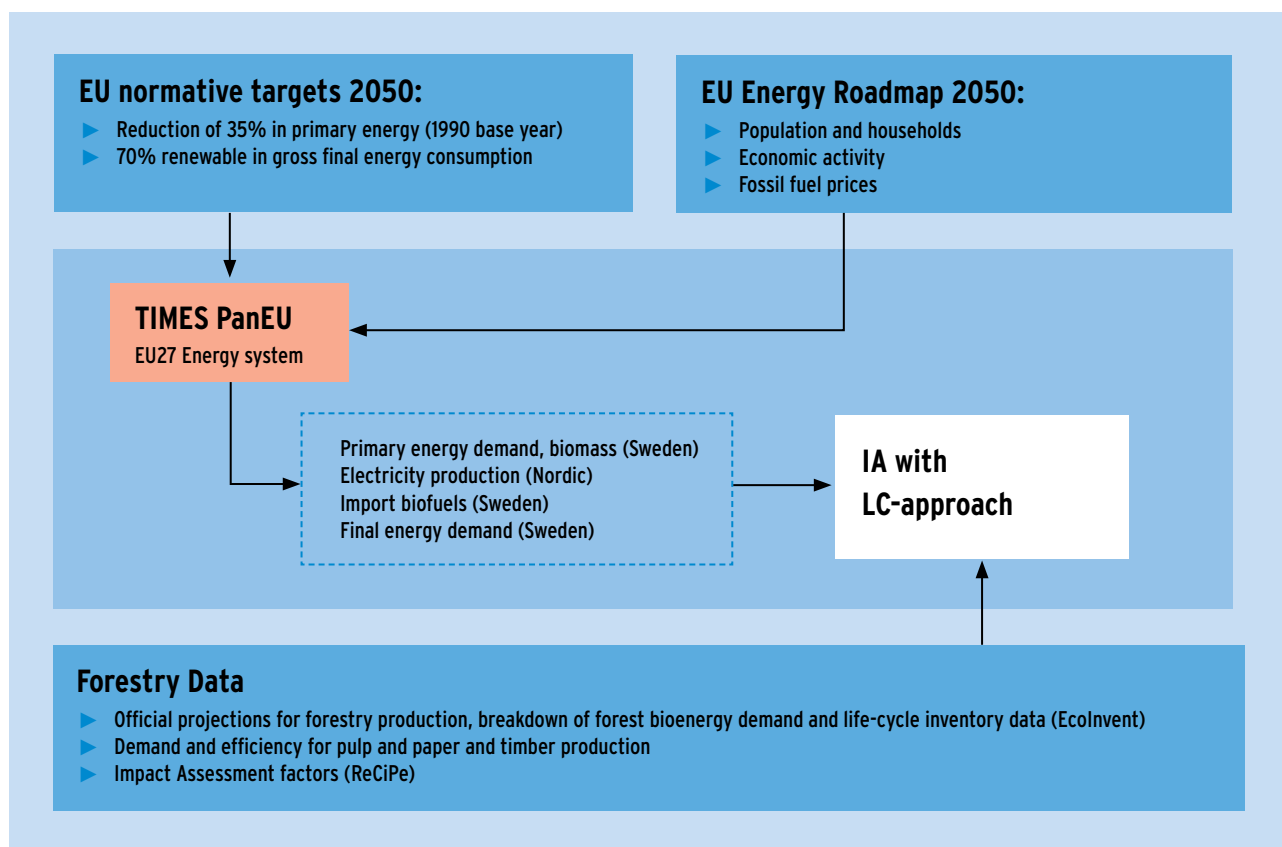 EU normative targets 2050:
Reduction of 35% in primary energy (1990 base year)
70% renewable in gross final energy consumption
EU Energy Roadmap 2050:
Population and households
Economic activity
Fossil fuel prices
TIMES PanEU
EU27 Energy system
Primary energy demand, biomass (Sweden)
Electricity production (Nordic)
Import biofuels (Sweden)
Final energy demand (Sweden)
IA with
LC-approach
Forestry Data
Official projections for forestry production, breakdown of forest bioenergy demand and life-cycle inventory data (EcoInvent)
Demand and efficiency for pulp and paper and timber production
Impact Assessment factors (ReCiPe)